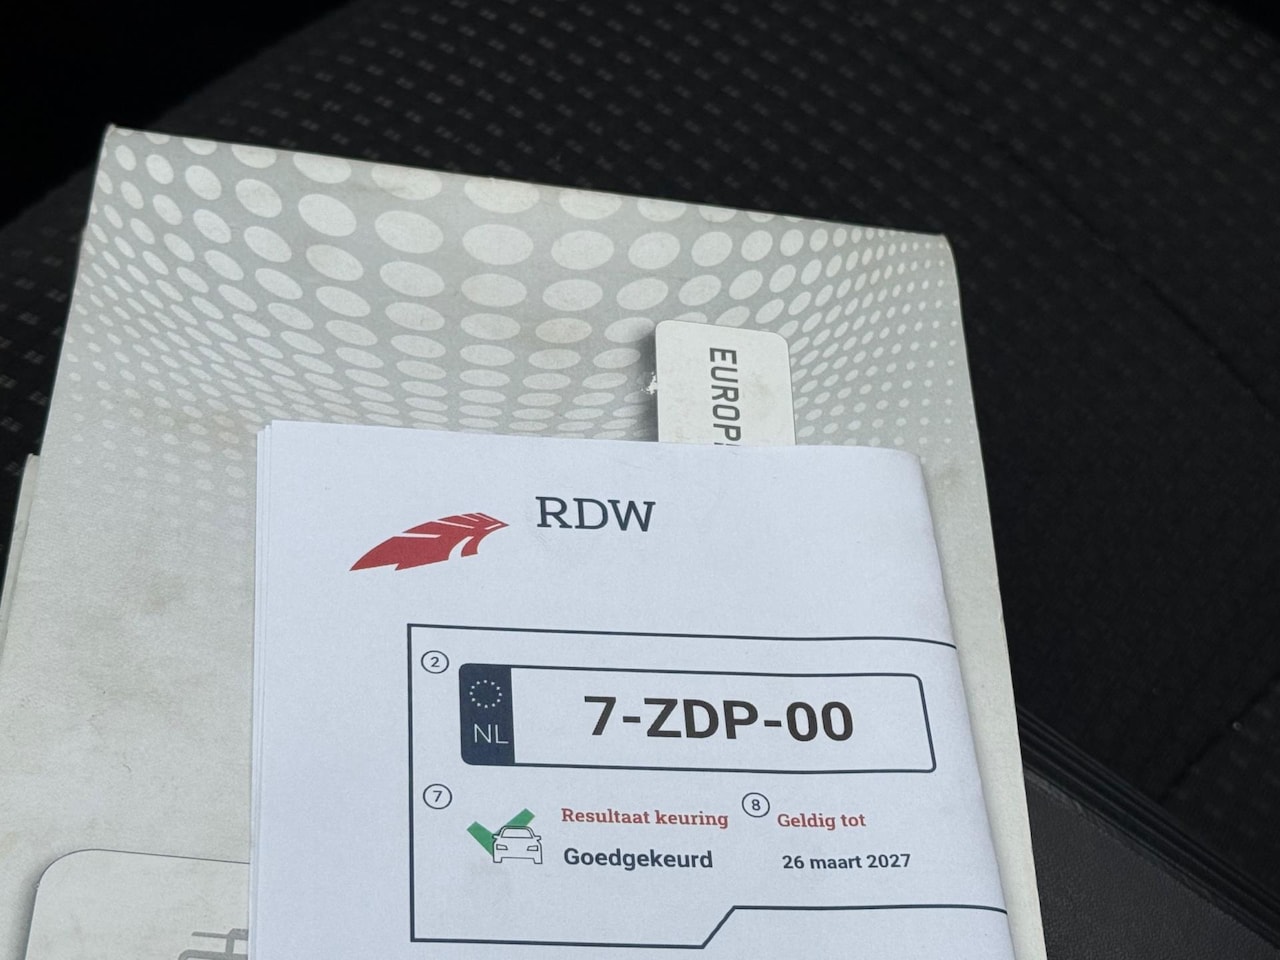 EUROP
RDW
2
NL
7-ZDP-00
7
Resultaat keuring
8
Geldig tot
Goedgekeurd
26 maart 2027